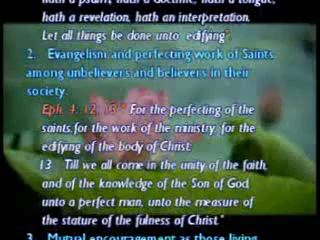 hath a psalm, hath a doctrine, hath a tongue,
hath a revelation, hath an interpretation.
Let all things be done unto edifying".
2. Evangelism and perfecting work of Saints
among unbelievers and believers in their
society.
Eph. 4: 12, 13 " For the perfecting of the
saints, for the work of the ministry, for the
edifying of the body of Christ:
13 Till we all come in the unity of the faith,
and of the knowledge of the Son of God,
unto a perfect man, unto the measure of
the stature of the fulness of Christ."
3. Mutual encouragement as those living